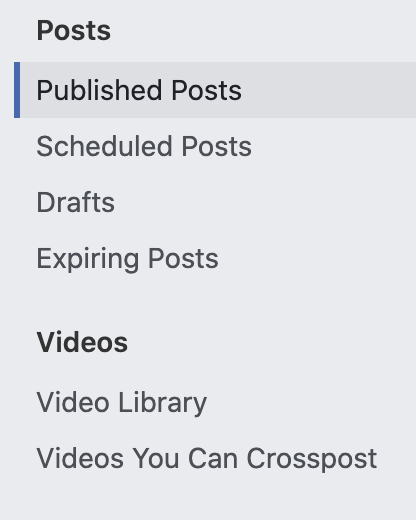 Posts
Published Posts
Scheduled Posts
Drafts
Expiring Posts
Videos
Video Library
Videos You Can Crosspost